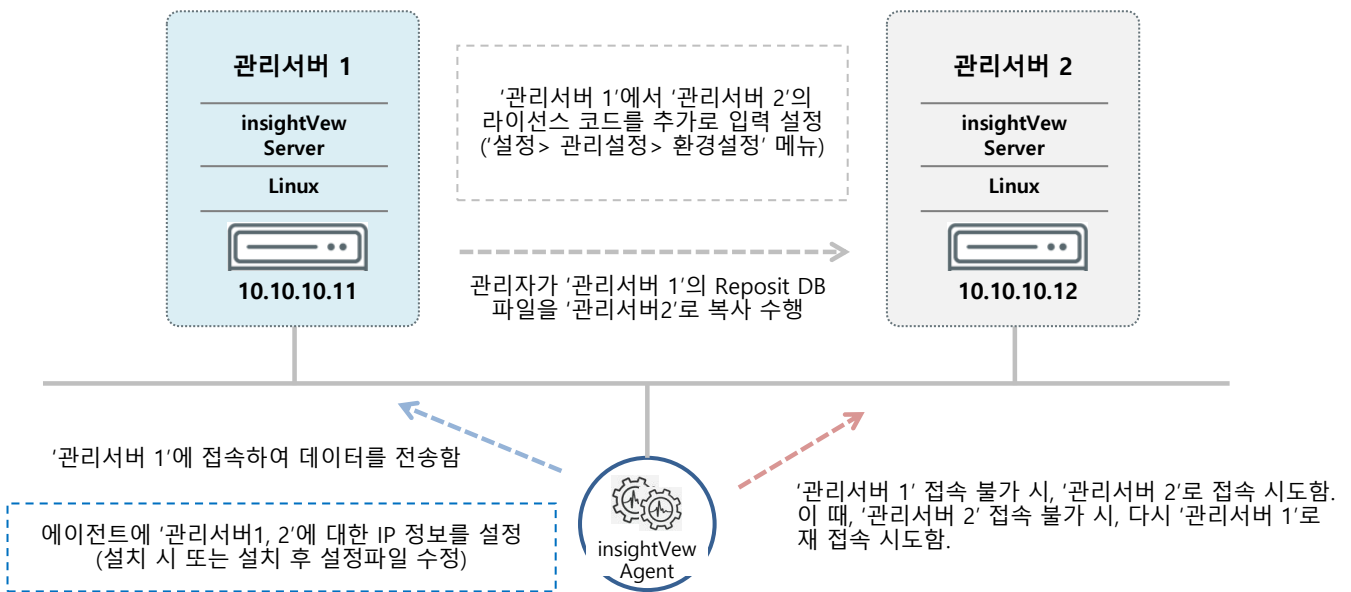 관리서버 1
insightVew
Server
Linux
10.10.10.11
‘관리서버 1’에서 ‘관리서버 2’의
라이선스 코드를 추가로 입력 설정
(‘설정> 관리설정> 환경설정’ 메뉴)
관리자가 ‘관리서버 1’의 Reposit DB
파일을 ‘관리서버2’로 복사 수행
관리서버 2
insightVew
Server
Linux
10.10.10.12
‘관리서버 1’에 접속하여 데이터를 전송함
에이전트에 ‘관리서버1, 2’에 대한 IP 정보를 설정
(설치 시 또는 설치 후 설정파일 수정)
insightVew
Agent
‘관리서버 1’ 접속 불가 시, ‘관리서버 2’로 접속 시도함.
이 때, ‘관리서버 2’ 접속 불가 시, 다시 ‘관리서버 1’로
재 접속 시도함.